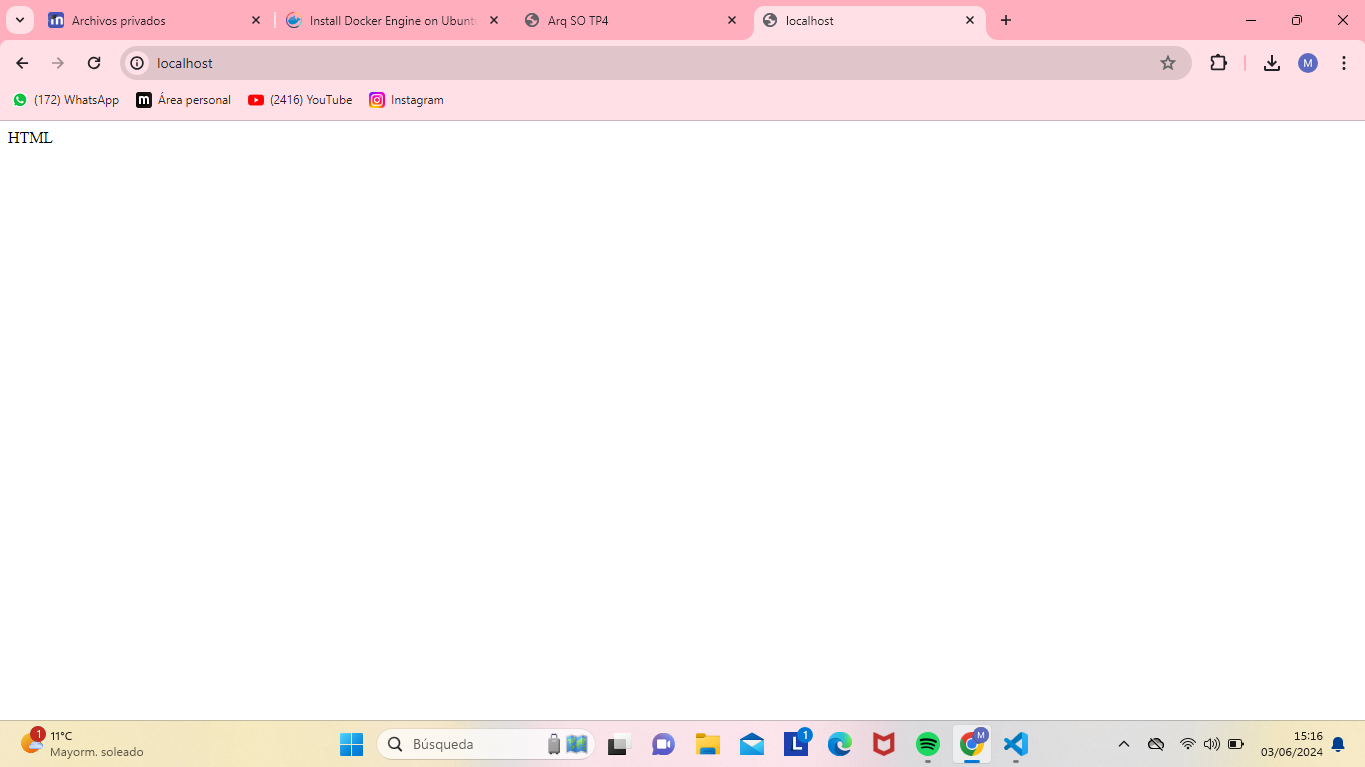 Archivos privados
Install Docker Engine on Ubuntu
Arq SO TP4
localhost
localhost
M
(172) WhatsApp
Área personal
(2416) YouTube
Instagram
HTML
1
11°C
Mayorm. soleado
Búsqueda
L
1
M
15:16
03/06/2024